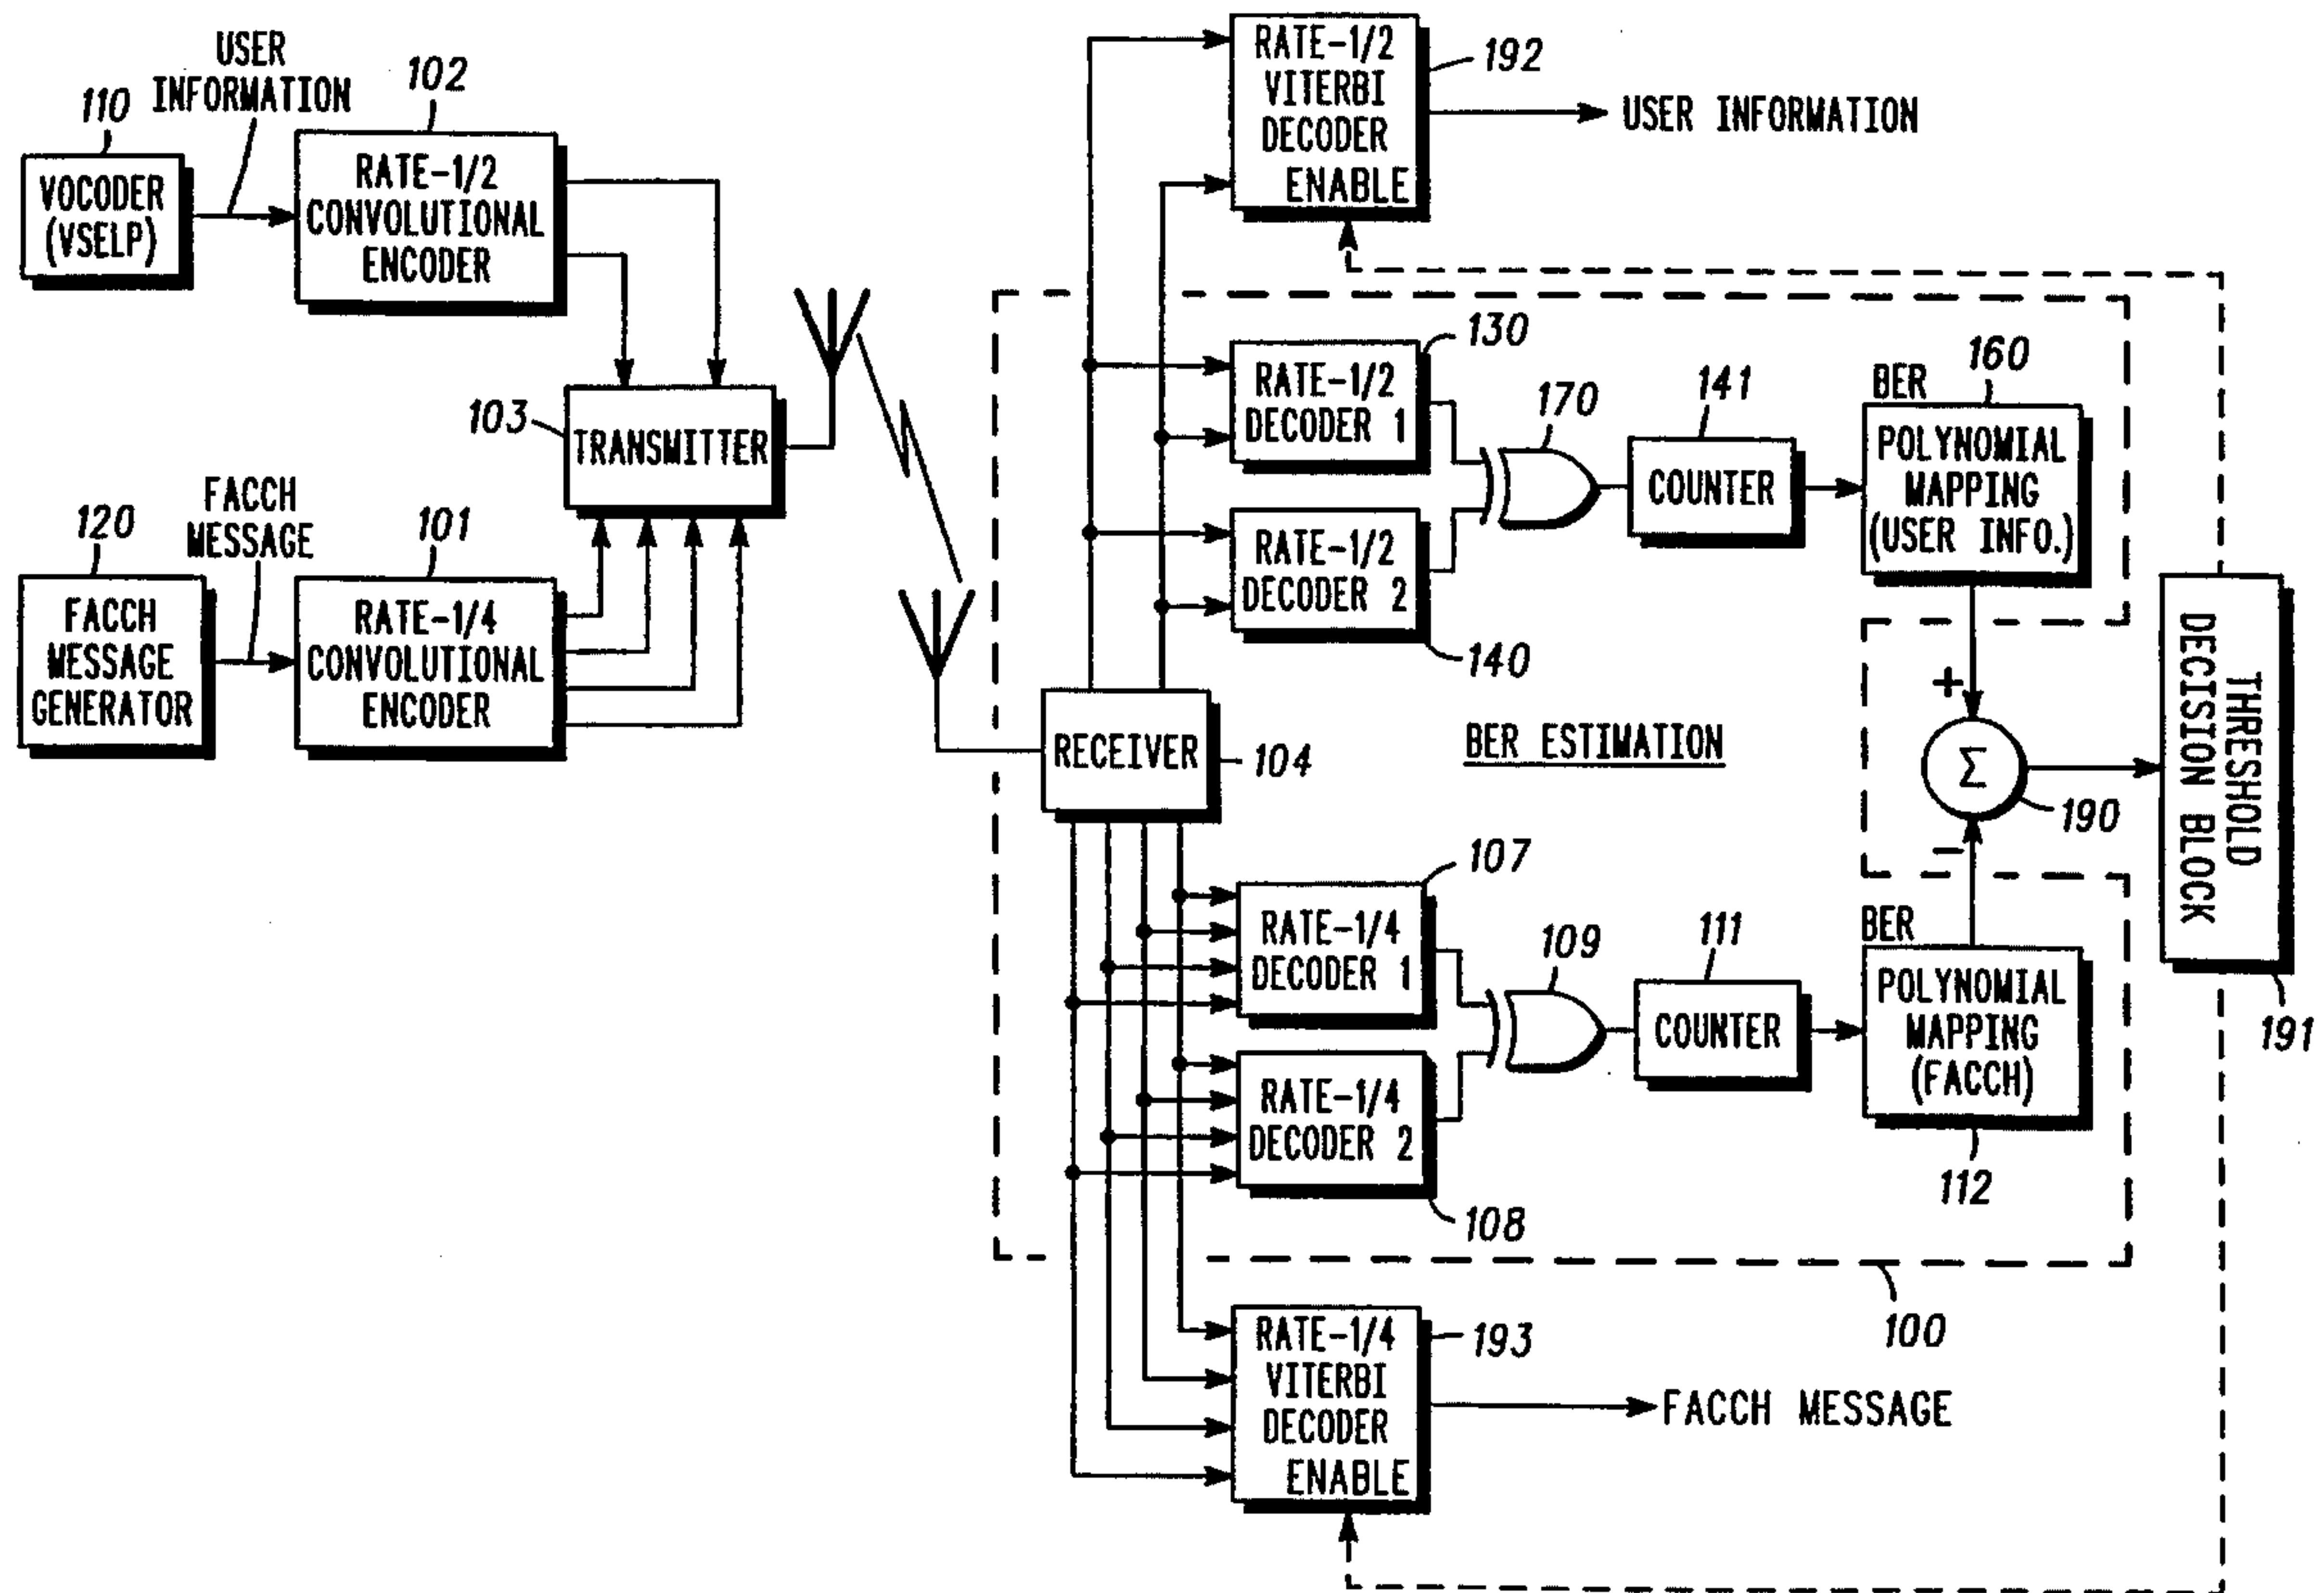 USER
INFORMATION
110
102
VOCODER
(VSELP)
RATE-1/2
CONVOLUTIONAL
ENCODER
103
TRANSMITTER
120
FACCH
MESSAGE
101
FACCH
MESSAGE
GENERATOR
RATE-1/4
CONVOLUTIONAL
ENCODER
RATE-1/2
VITERBI
DECODER
ENABLE
192
USER INFORMATION
130
RATE-1/2
DECODER 1
170
141
COUNTER
BER
160
POLYNOMIAL
MAPPING
(USER INFO.)
RATE-1/2
DECODER 2
140
RECEIVER
104
BER ESTIMATION
+
Σ
190
−
THRESHOLD
DECISION BLOCK
191
107
RATE-1/4
DECODER 1
109
111
COUNTER
BER
POLYNOMIAL
MAPPING
(FACCH)
112
RATE-1/4
DECODER 2
108
100
RATE-1/4
VITERBI
DECODER
ENABLE
193
FACCH MESSAGE